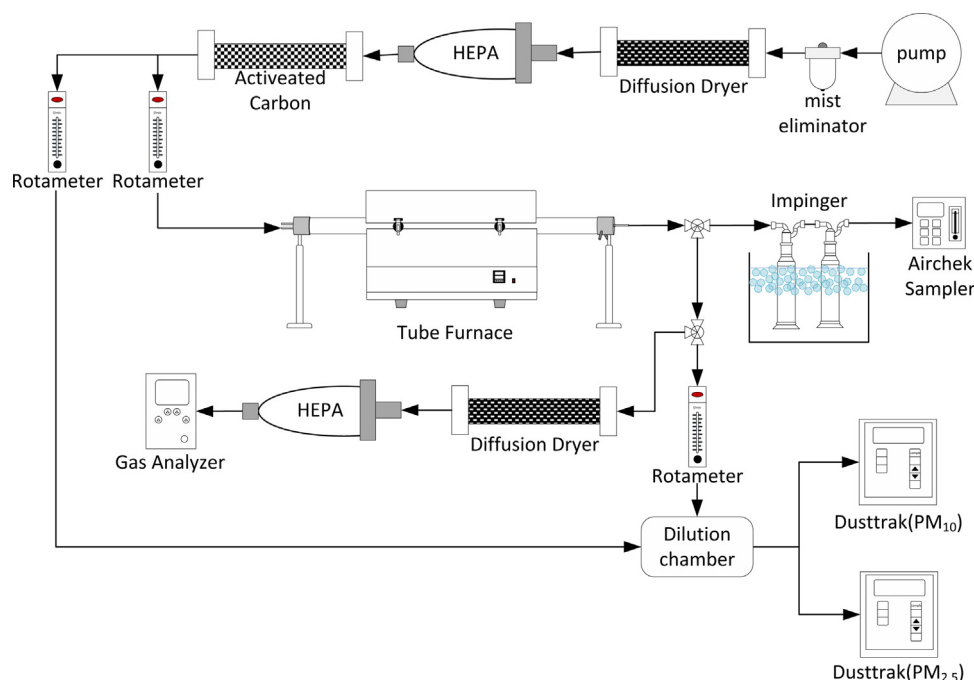 HEPA
pump
Activeated
Carbon
Diffusion Dryer
mist
eliminator
Rotameter
Rotameter
Impinger
Airchek
Sampler
Tube Furnace
HEPA
Diffusion Dryer
Gas Analyzer
Rotameter
Dilution
chamber
Dusttrak(PM₁₀)
Dusttrak(PM₂.₅)